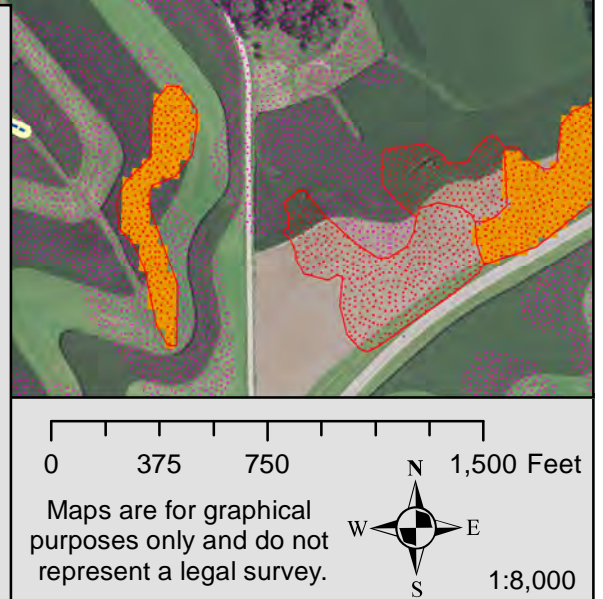 0 375 750 1,500 Feet
N
W E
S
Maps are for graphical
purposes only and do not
represent a legal survey.
1:8,000